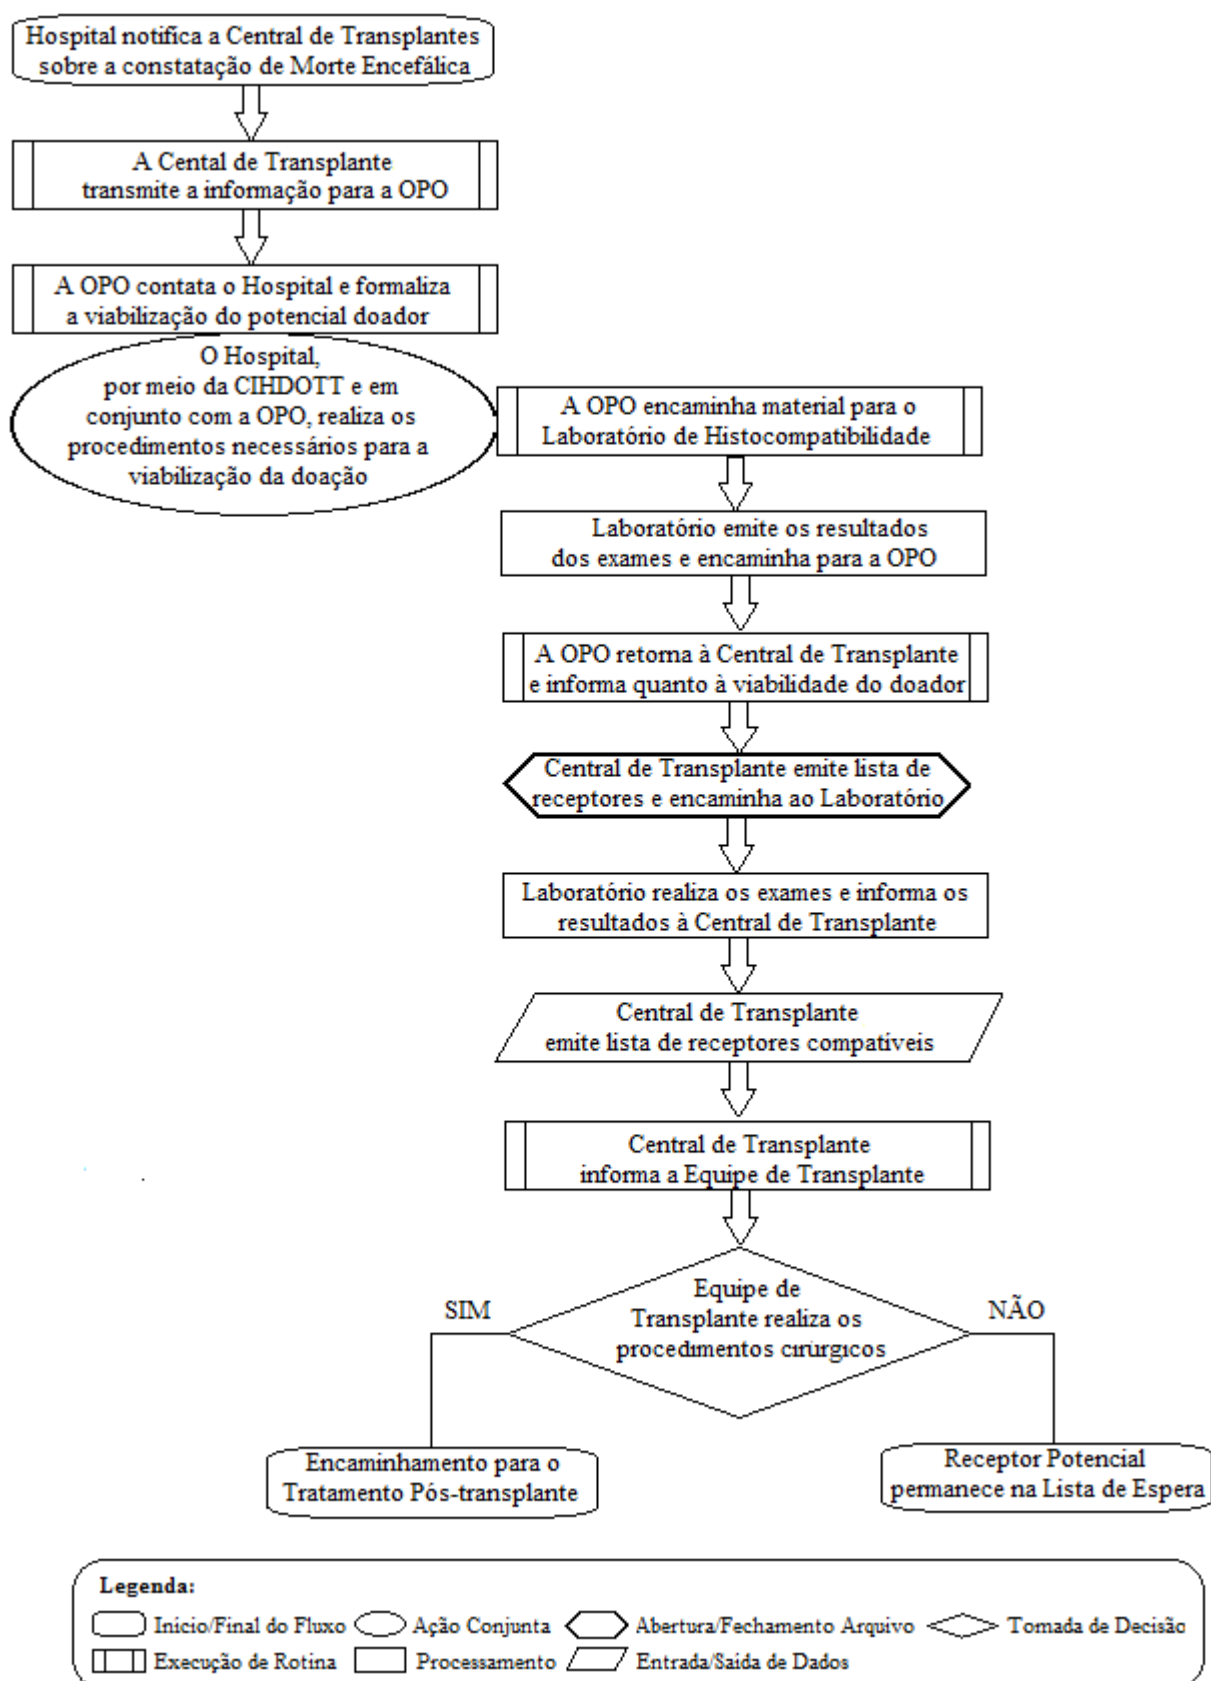 Hospital notifica a Central de Transplantes
sobre a constatação de Morte Encefálica
A Cental de Transplante
transmite a informação para a OPO
A OPO contata o Hospital e formaliza
a viabilização do potencial doador
O Hospital,
por meio da CIHDOTT e em
conjunto com a OPO, realiza os
procedimentos necessários para a
viabilização da doação
A OPO encaminha material para o
Laboratório de Histocompatibilidade
Laboratório emite os resultados
dos exames e encaminha para a OPO
A OPO retorna à Central de Transplante
e informa quanto à viabilidade do doador
Central de Transplante emite lista de
receptores e encaminha ao Laboratório
Laboratório realiza os exames e informa os
resultados à Central de Transplante
Central de Transplante
emite lista de receptores compatíveis
Central de Transplante
informa a Equipe de Transplante
Equipe de
Transplante realiza os
procedimentos cirúrgicos
SIM
NÃO
Encaminhamento para o
Tratamento Pós-transplante
Receptor Potencial
permanece na Lista de Espera
Legenda:
Inicio/Final do Fluxo
Ação Conjunta
Abertura/Fechamento Arquivo
Tomada de Decisão
Execução de Rotina
Processamento
Entrada/Saída de Dados